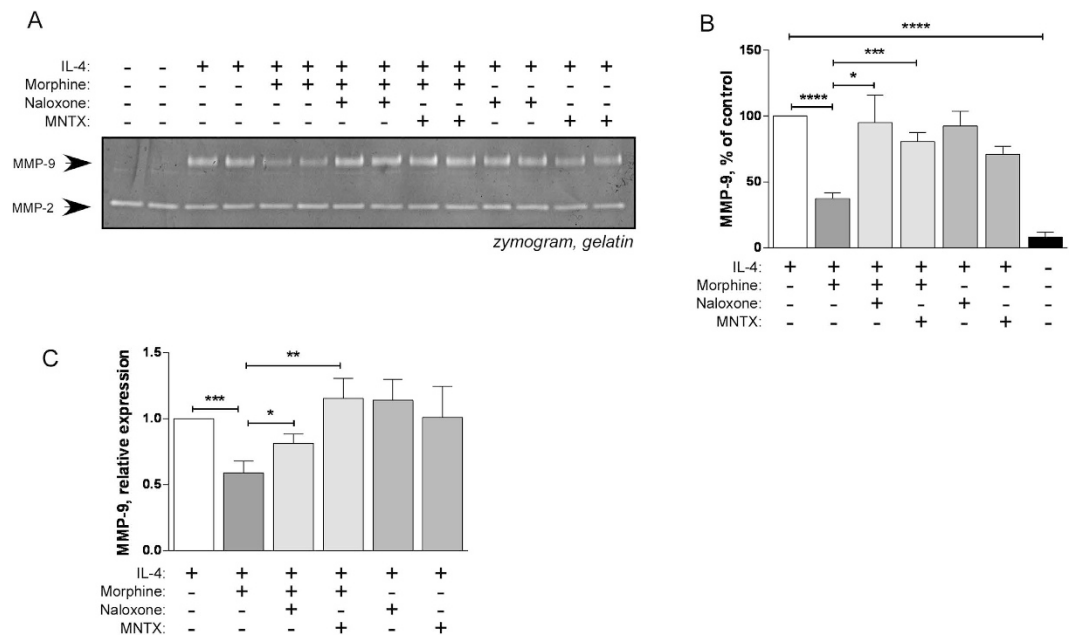 A
IL-4: - - + + + + + + + + + + + +
Morphine: - - - - + + + + + + - - - -
Naloxone: - - - - - - + + - - + + - -
MNTX: - - - - - - - - + + - - + +
MMP-9
MMP-2
zymogram, gelatin
B
MMP-9, % of control
150
100
50
0
****
***
*
****
IL-4: + + + + + + -
Morphine: - + + + - - -
Naloxone: - - + - + - -
MNTX: - - - + - + -
C
MMP-9, relative expression
1.5
1.0
0.5
0.0
**
***
*
IL-4: + + + + + +
Morphine: - + + + - -
Naloxone: - - + - + -
MNTX: - - - + - +